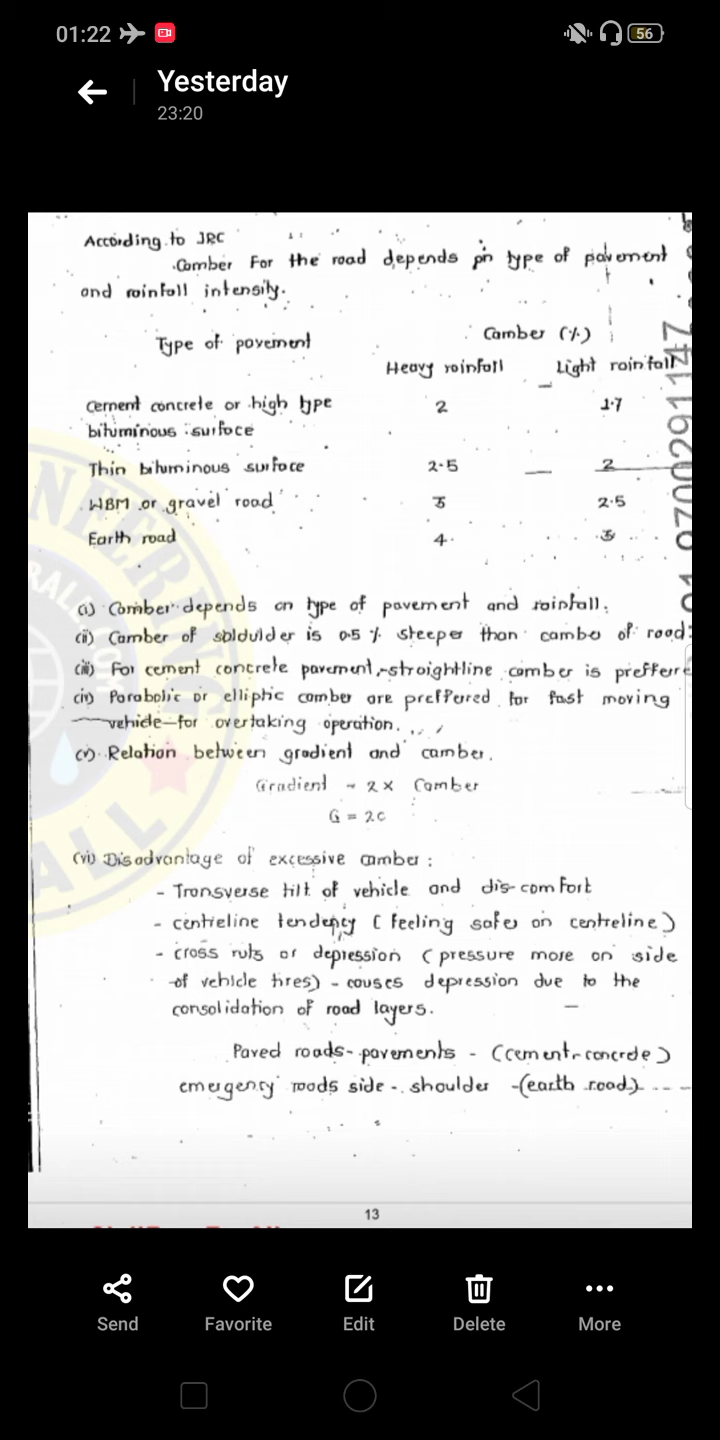 01:22
56
Yesterday
23:20
According to JRC
Camber For the road depends on type of pavement
and rainfall intensity.
Type of pavement
Camber (%)
Heavy rainfall
Light rainfall
Cement concrete or high type
2
1.7
bituminous surface
Thin bituminous surface
2.5
2
WBM or gravel road
3
2.5
Earth road
4
3
(i) Camber depends on type of pavement and rainfall.
(ii) Camber of soldulder is 0.5 % steeper than cambe of road:
(iii) For cement concrete pavement, straightline camber is prefferre
(iv) Parabolic or elliptic camber are preffered for fast moving
vehicle for overtaking operation.
(v) Relation between gradient and camber.
Gradient = 2 x Camber
G = 2c
(vi) Disadvantage of excessive camber :
- Transverse tilt of vehicle and dis-comfort
- centreline tendency (feeling safe on centreline)
- cross ruts or depression (pressure more on side
of vehicle tires) - causes depression due to the
consolidation of road layers.
Paved roads - pavements - (cement-concrete)
emergency roads side - shoulder - (earth road)
9700291147
NEERING
ALL
13
Send
Favorite
Edit
Delete
More